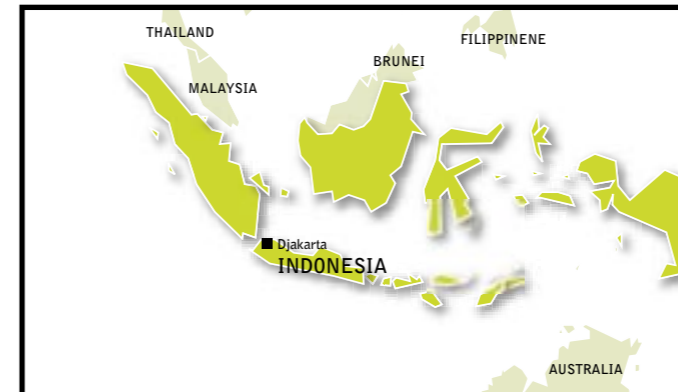 THAILAND
FILIPPINENE
BRUNEI
MALAYSIA
Djakarta
INDONESIA
AUSTRALIA